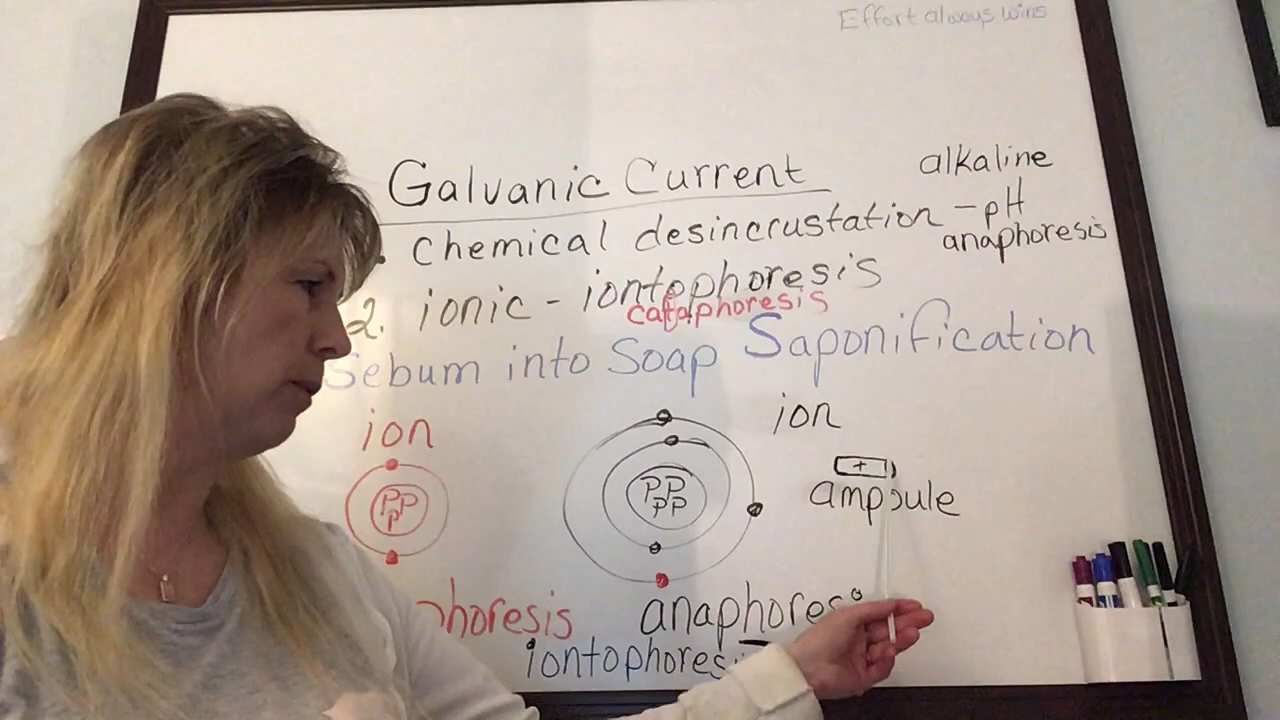 Effort always wins
Galvanic Current
alkaline
. Chemical desincrustation - pH
anaphoresis
2. ionic - iontophoresis
cataphoresis
Sebum into Soap Saponification
ion
ion
PP
P
PP
PP
+
ampoule
phoresis
anaphores
iontophores